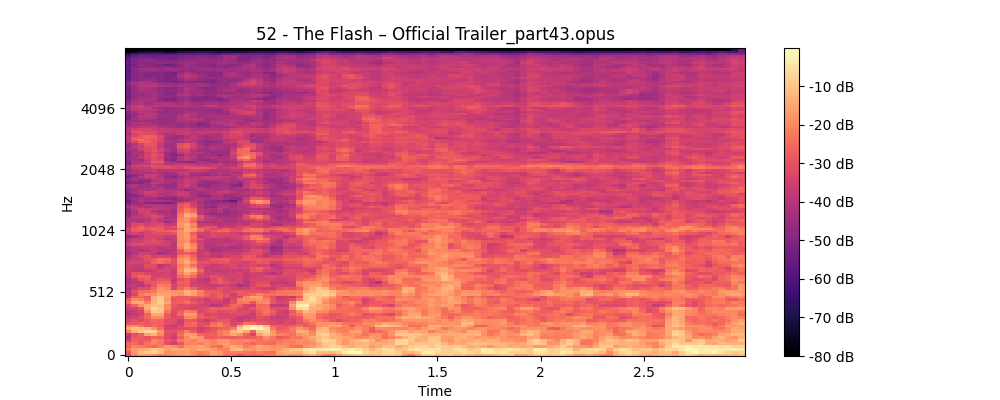 52 - The Flash – Official Trailer_part43.opus
4096
2048
1024
512
0
Hz
0 0.5 1 1.5 2 2.5
Time
-10 dB
-20 dB
-30 dB
-40 dB
-50 dB
-60 dB
-70 dB
-80 dB